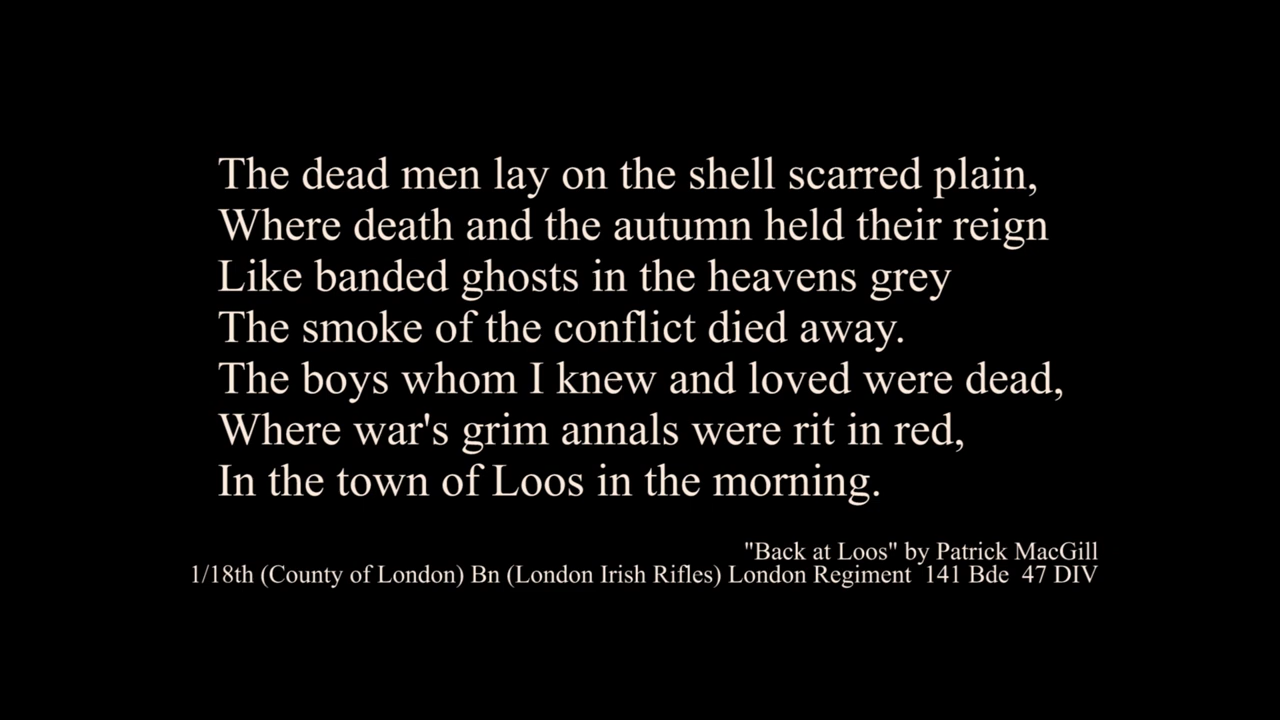 The dead men lay on the shell scarred plain,
Where death and the autumn held their reign
Like banded ghosts in the heavens grey
The smoke of the conflict died away.
The boys whom I knew and loved were dead,
Where war's grim annals were rit in red,
In the town of Loos in the morning.
"Back at Loos" by Patrick MacGill
1/18th (County of London) Bn (London Irish Rifles) London Regiment  141 Bde  47 DIV